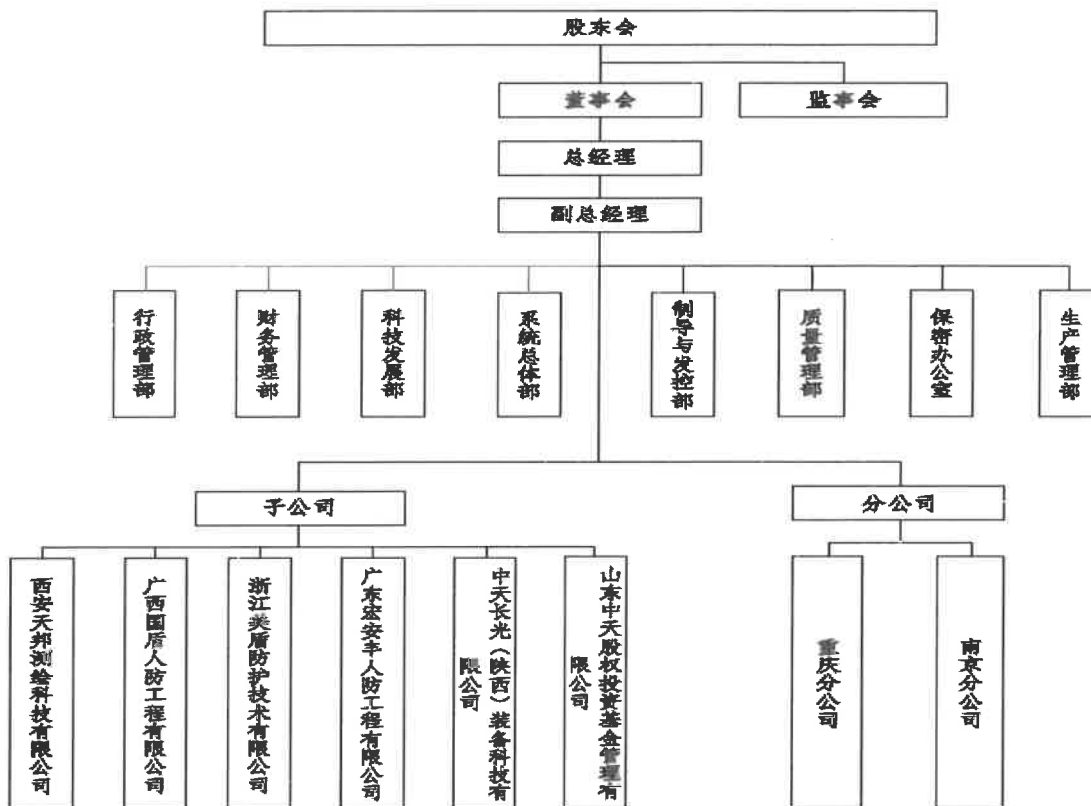 股东会
董事会
监事会
总经理
副总经理
行政管理部
财务管理部
科技发展部
系统总体部
制导与发控部
质量管理部
保密办公室
生产管理部
子公司
分公司
西安天邦测绘科技有限公司
广西国盾人防工程有限公司
浙江美盾防护技术有限公司
广东宏安丰人防工程有限公司
中天长光（陕西）装备科技有
限公司
山东中天股权投资基金管理有
限公司
重庆分公司
南京分公司